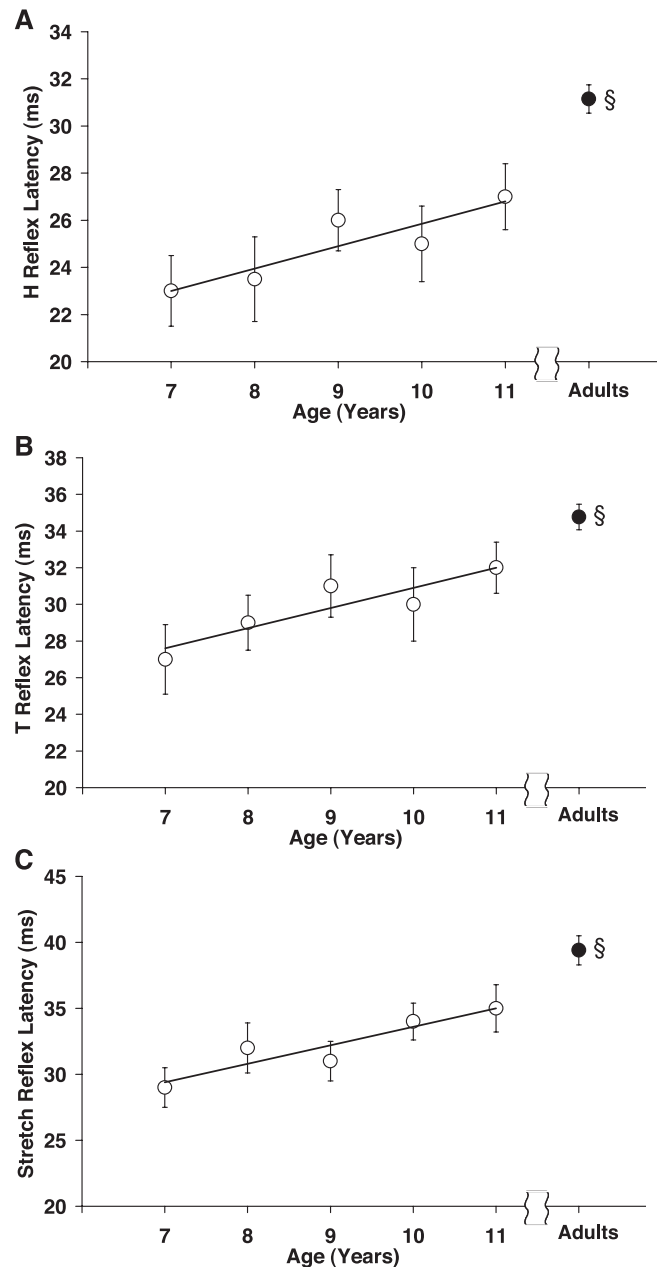 A
H Reflex Latency (ms)
34
32
30
28
26
24
22
20
§
7 8 9 10 11 Adults
Age (Years)
B
T Reflex Latency (ms)
38
36
34
32
30
28
26
24
22
20
§
7 8 9 10 11 Adults
Age (Years)
C
Stretch Reflex Latency (ms)
45
40
35
30
25
20
§
7 8 9 10 11 Adults
Age (Years)